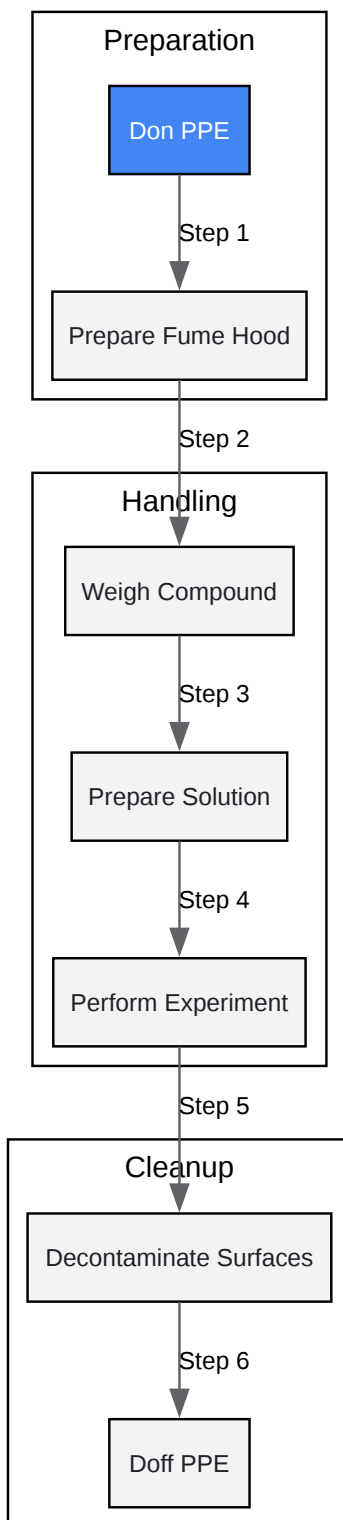 Preparation
Don PPE
Step 1
Prepare Fume Hood
Step 2
Handling
Weigh Compound
Step 3
Prepare Solution
Step 4
Perform Experiment
Step 5
Cleanup
Decontaminate Surfaces
Step 6
Doff PPE